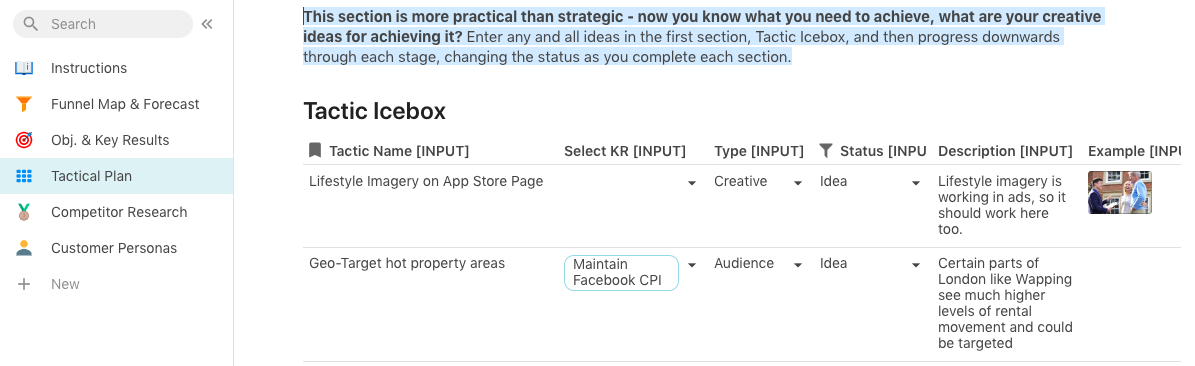 Search
Instructions
Funnel Map & Forecast
Obj. & Key Results
Tactical Plan
Competitor Research
Customer Personas
New
This section is more practical than strategic - now you know what you need to achieve, what are your creative
ideas for achieving it? Enter any and all ideas in the first section, Tactic Icebox, and then progress downwards
through each stage, changing the status as you complete each section.
Tactic Icebox
Tactic Name [INPUT] Select KR [INPUT] Type [INPUT] Status [INPU Description [INPUT] Example [INPU
Lifestyle Imagery on App Store Page Creative Idea Lifestyle imagery is
working in ads, so it
should work here
too.
Geo-Target hot property areas Maintain Audience Idea Certain parts of
Facebook CPI London like Wapping
see much higher
levels of rental
movement and could
be targeted